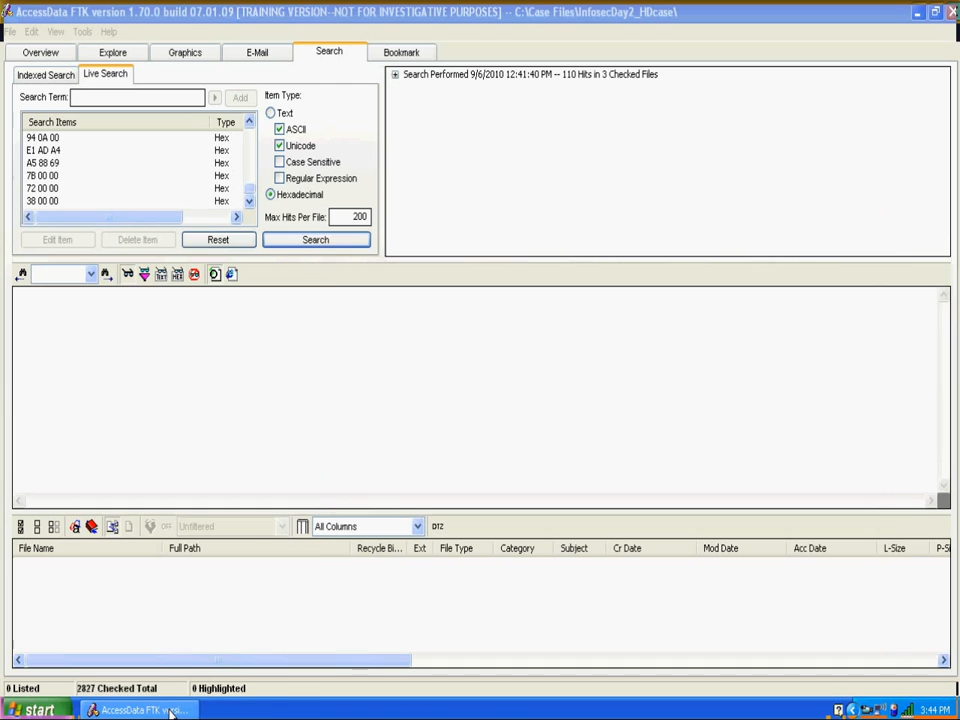 AccessData FTK version 1.70.0 build 07.01.09 [TRAINING VERSION--NOT FOR INVESTIGATIVE PURPOSES] -- C:\Case Files\InfosecDay2_HDcase\
File Edit View Tools Help
Overview Explore Graphics E-Mail Search Bookmark
Indexed Search Live Search
Search Term: Add
Search Items Type
94 0A 00 Hex
E1 AD A4 Hex
A5 88 69 Hex
7B 00 00 Hex
72 00 00 Hex
38 00 00 Hex
Edit Item Delete Item Reset
Item Type:
Text
ASCII
Unicode
Case Sensitive
Regular Expression
Hexadecimal
Max Hits Per File: 200
Search
Search Performed 9/6/2010 12:41:40 PM -- 110 Hits in 3 Checked Files
TEXT HEX
OFF Unfiltered All Columns DTZ
File Name Full Path Recycle Bi... Ext File Type Category Subject Cr Date Mod Date Acc Date L-Size P-Si
0 Listed 2827 Checked Total 0 Highlighted
start AccessData FTK versi... 3:44 PM